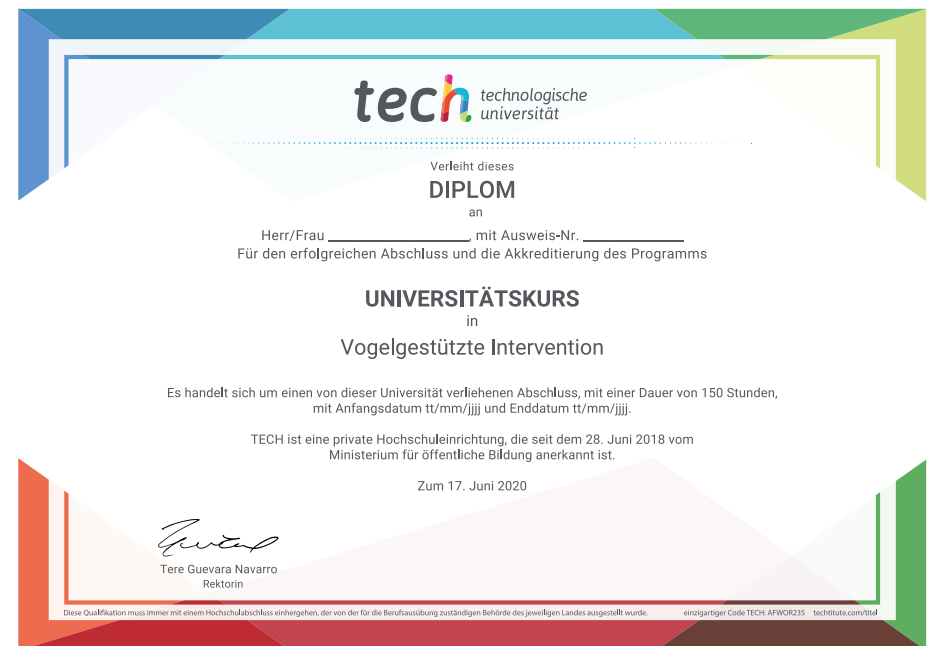 tech technologische
universität
Verleiht dieses
DIPLOM
an
Herr/Frau ____________, mit Ausweis-Nr. ____________
Für den erfolgreichen Abschluss und die Akkreditierung des Programms
UNIVERSITÄTSKURS
in
Vogelgestützte Intervention
Es handelt sich um einen von dieser Universität verliehenen Abschluss, mit einer Dauer von 150 Stunden,
mit Anfangsdatum tt/mm/jjjj und Enddatum tt/mm/jjjj.
TECH ist eine private Hochschuleinrichtung, die seit dem 28. Juni 2018 vom
Ministerium für öffentliche Bildung anerkannt ist.
Zum 17. Juni 2020
Tere Guevara Navarro
Rektorin
Diese Qualifikation muss immer mit einem Hochschulabschluss einhergehen, der von der für die Berufsausübung zuständigen Behörde des jeweiligen Landes ausgestellt wurde. einzigartiger Code TECH: AFWOR23S techtitute.com/titel